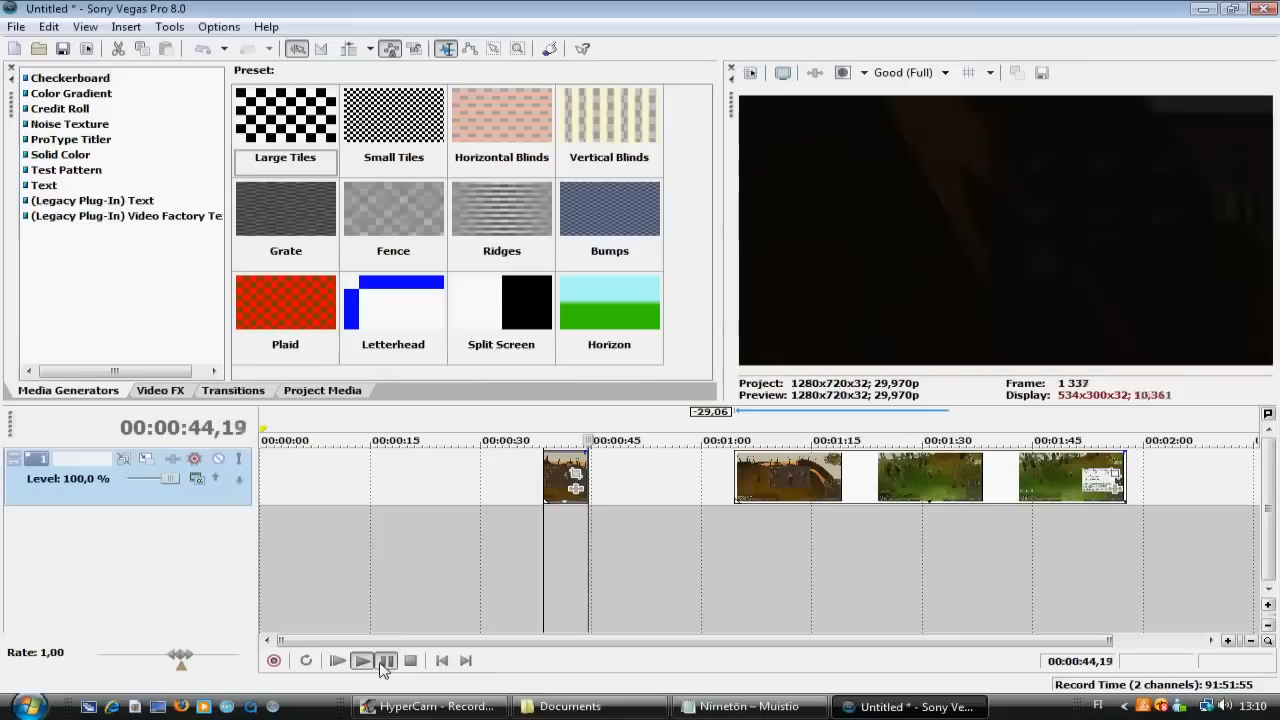 Untitled * - Sony Vegas Pro 8.0
File Edit View Insert Tools Options Help
Checkerboard
Color Gradient
Credit Roll
Noise Texture
ProType Titler
Solid Color
Test Pattern
Text
(Legacy Plug-In) Text
(Legacy Plug-In) Video Factory Te
Preset:
Large Tiles Small Tiles Horizontal Blinds Vertical Blinds
Grate Fence Ridges Bumps
Plaid Letterhead Split Screen Horizon
Media Generators Video FX Transitions Project Media
Good (Full)
Project: 1280x720x32; 29,970p Frame: 1 337
Preview: 1280x720x32; 29,970p Display: 534x300x32; 10,361
-29,06
00:00:44,19
00:00:00 00:00:15 00:00:30 00:00:45 00:01:00 00:01:15 00:01:30 00:01:45 00:02:00
1
Level: 100,0 %
Rate: 1,00
00:00:44,19
Record Time (2 channels): 91:51:55
HyperCam - Record... Documents Nimetön – Muistio Untitled * - Sony Ve... FI 13:10